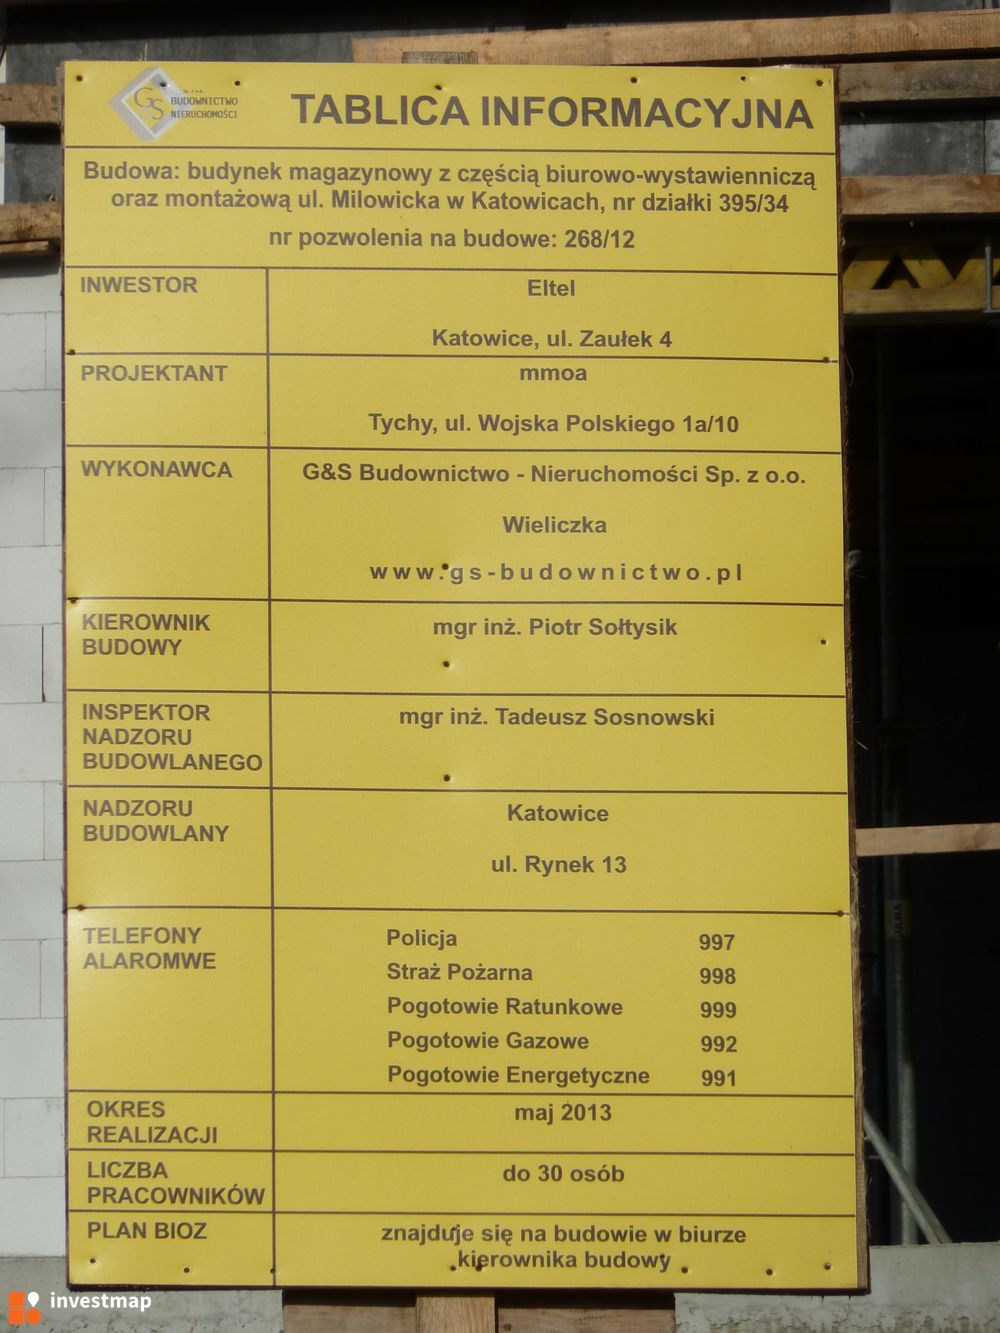 GS
Sp. z o.o.
BUDOWNICTWO
NIERUCHOMOŚCI
TABLICA INFORMACYJNA
Budowa: budynek magazynowy z częścią biurowo-wystawienniczą
oraz montażową ul. Milowicka w Katowicach, nr działki 395/34
nr pozwolenia na budowe: 268/12
INWESTOR
Eltel
Katowice, ul. Zaułek 4
PROJEKTANT
mmoa
Tychy, ul. Wojska Polskiego 1a/10
WYKONAWCA
G&S Budownictwo - Nieruchomości Sp. z o.o.
Wieliczka
www.gs-budownictwo.pl
KIEROWNIK
BUDOWY
mgr inż. Piotr Sołtysik
INSPEKTOR
NADZORU
BUDOWLANEGO
mgr inż. Tadeusz Sosnowski
NADZORU
BUDOWLANY
Katowice
ul. Rynek 13
TELEFONY
ALAROMWE
Policja 997
Straż Pożarna 998
Pogotowie Ratunkowe 999
Pogotowie Gazowe 992
Pogotowie Energetyczne 991
OKRES
REALIZACJI
maj 2013
LICZBA
PRACOWNIKÓW
do 30 osób
PLAN BIOZ
znajduje się na budowie w biurze
kierownika budowy
investmap